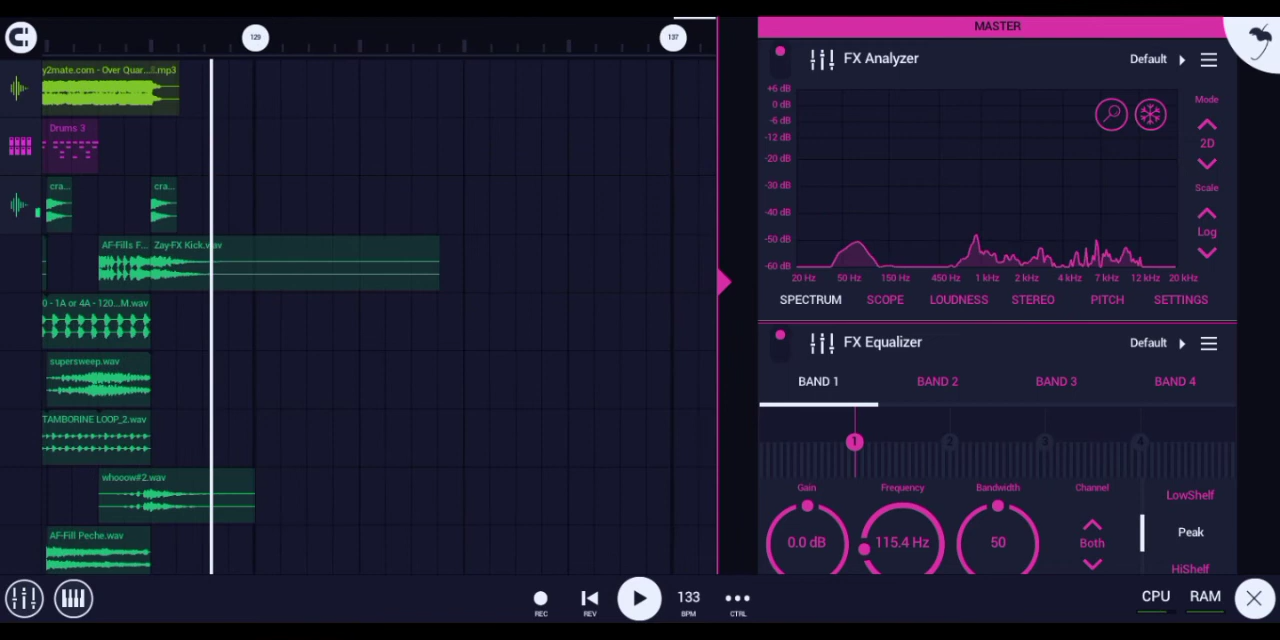 129
137
MASTER
y2mate.com - Over Quar...
.mp3
Drums 3
cra...
cra...
AF-Fills F...
Zay-FX Kick.wav
0 - 1A or 4A - 120...M.wav
supersweep.wav
TAMBORINE LOOP_2.wav
whooow#2.wav
AF-Fill Peche.wav
FX Analyzer
Default
+6 dB
0 dB
-6 dB
-12 dB
-20 dB
-30 dB
-40 dB
-50 dB
-60 dB
20 Hz 50 Hz 150 Hz 450 Hz 1 kHz 2 kHz 4 kHz 7 kHz 12 kHz 20 kHz
Mode
2D
Scale
Log
SPECTRUM SCOPE LOUDNESS STEREO PITCH SETTINGS
FX Equalizer
Default
BAND 1 BAND 2 BAND 3 BAND 4
1 2 3 4
Gain Frequency Bandwidth Channel
0.0 dB 115.4 Hz 50 Both
LowShelf
Peak
HiShelf
REC
REV
133
BPM
CTRL
CPU RAM